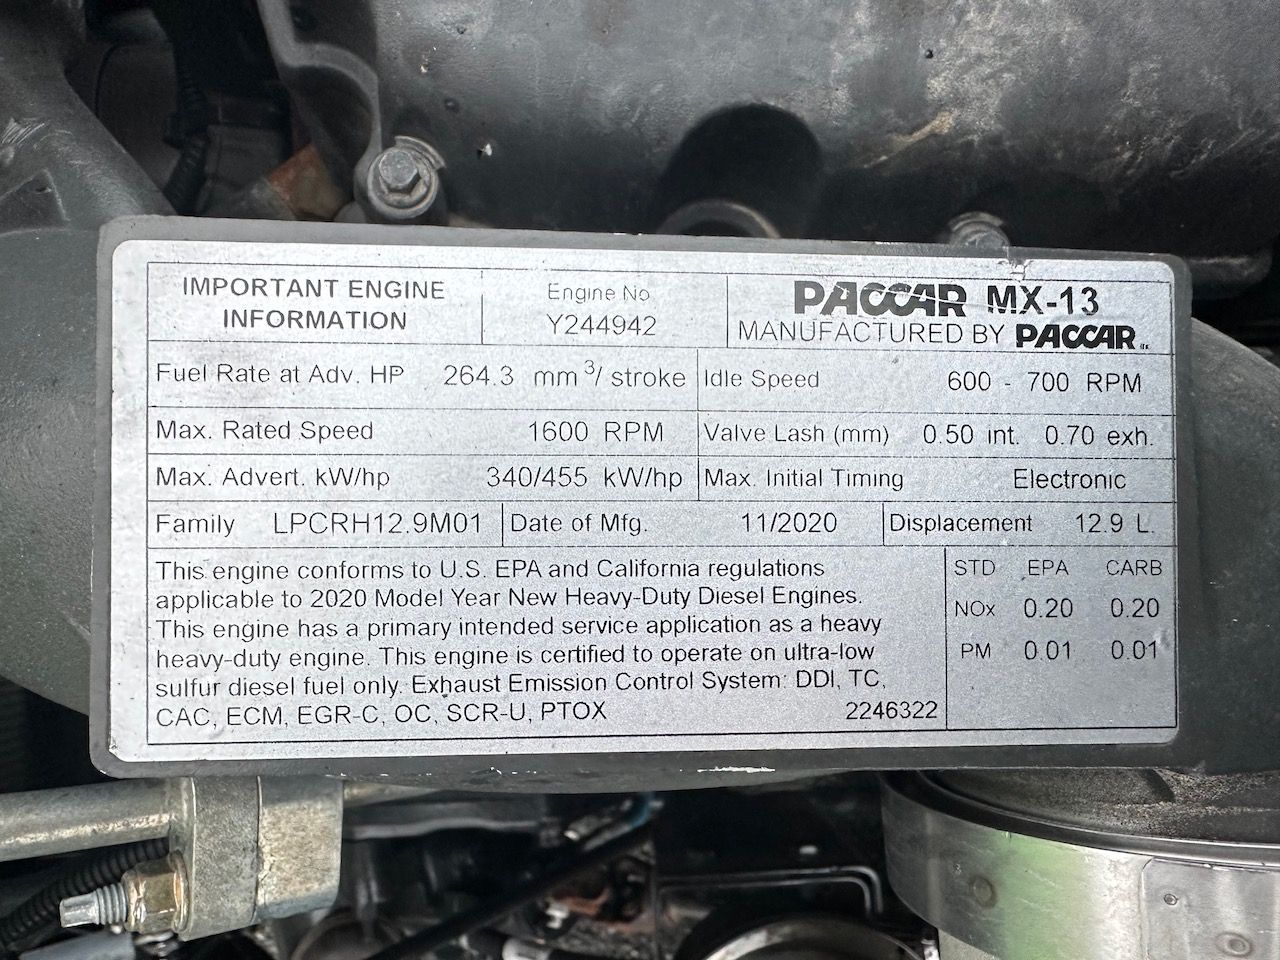 IMPORTANT ENGINE
INFORMATION
Engine No
Y244942
PACCAR MX-13
MANUFACTURED BY PACCAR
Fuel Rate at Adv. HP 264.3 mm3/ stroke
Idle Speed 600 - 700 RPM
Max. Rated Speed 1600 RPM
Valve Lash (mm) 0.50 int. 0.70 exh.
Max. Advert. kW/hp 340/455 kW/hp
Max. Initial Timing Electronic
Family LPCRH12.9M01
Date of Mfg. 11/2020
Displacement 12.9 L.
This engine conforms to U.S. EPA and California regulations
applicable to 2020 Model Year New Heavy-Duty Diesel Engines.
This engine has a primary intended service application as a heavy
heavy-duty engine. This engine is certified to operate on ultra-low
sulfur diesel fuel only. Exhaust Emission Control System: DDI, TC,
CAC, ECM, EGR-C, OC, SCR-U, PTOX 2246322
STD EPA CARB
NOx 0.20 0.20
PM 0.01 0.01